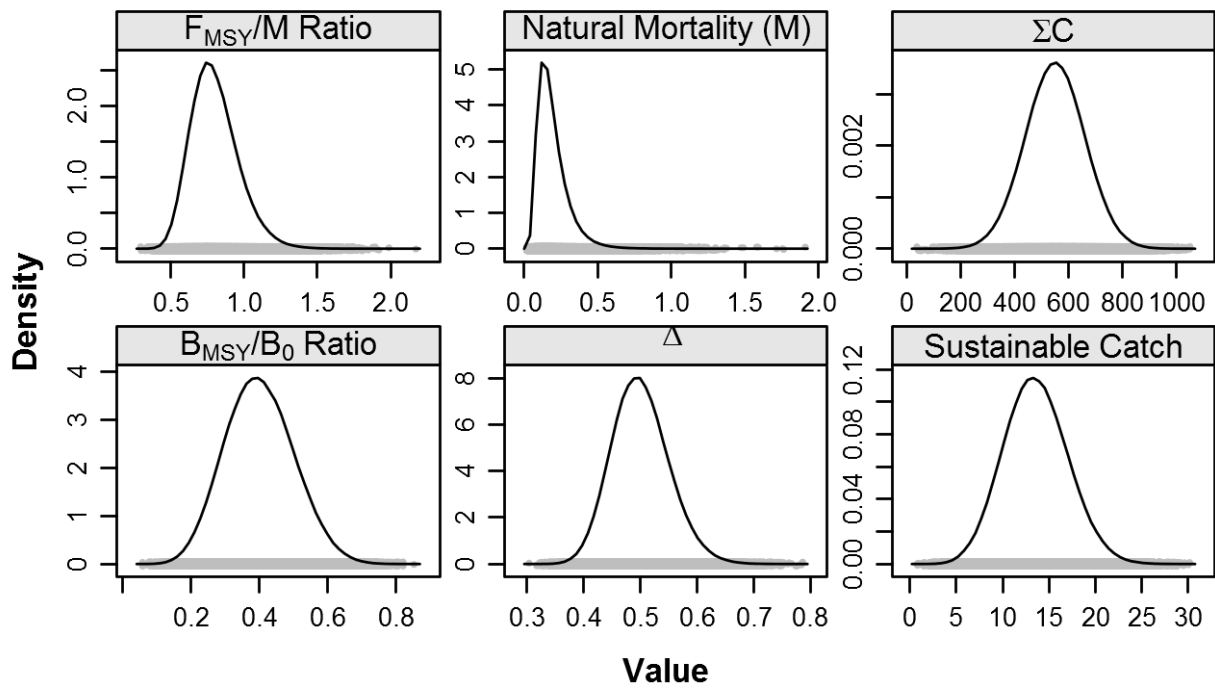 F_MSY/M Ratio
Natural Mortality (M)
ΣC
0.0 1.0 2.0
0 1 2 3 4 5
0.000 0.002
0.5 1.0 1.5 2.0
0.0 0.5 1.0 1.5 2.0
0 200 400 600 800 1000
Density
B_MSY/B_0 Ratio
Δ
Sustainable Catch
0 1 2 3 4
0 2 4 6 8
0.00 0.04 0.08 0.12
0.2 0.4 0.6 0.8
0.3 0.4 0.5 0.6 0.7 0.8
0 5 10 15 20 25 30
Value